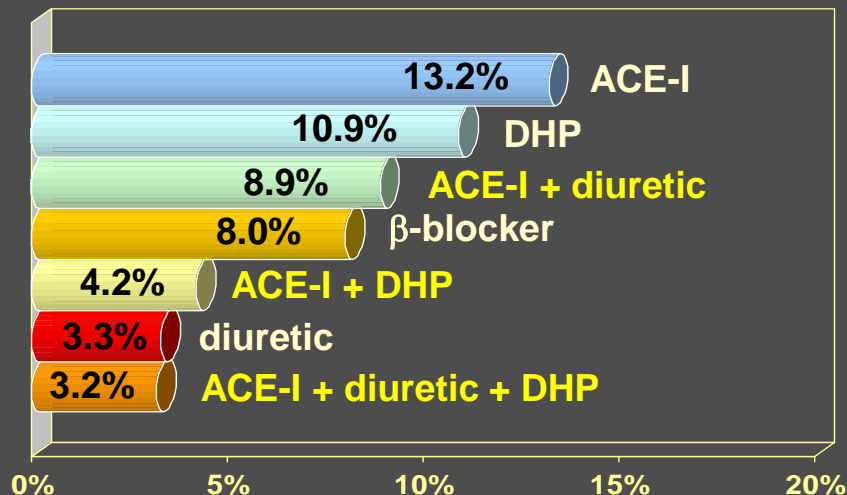 13.2% ACE-I
10.9% DHP
8.9% ACE-I + diuretic
8.0% β-blocker
4.2% ACE-I + DHP
3.3% diuretic
3.2% ACE-I + diuretic + DHP
0% 5% 10% 15% 20%